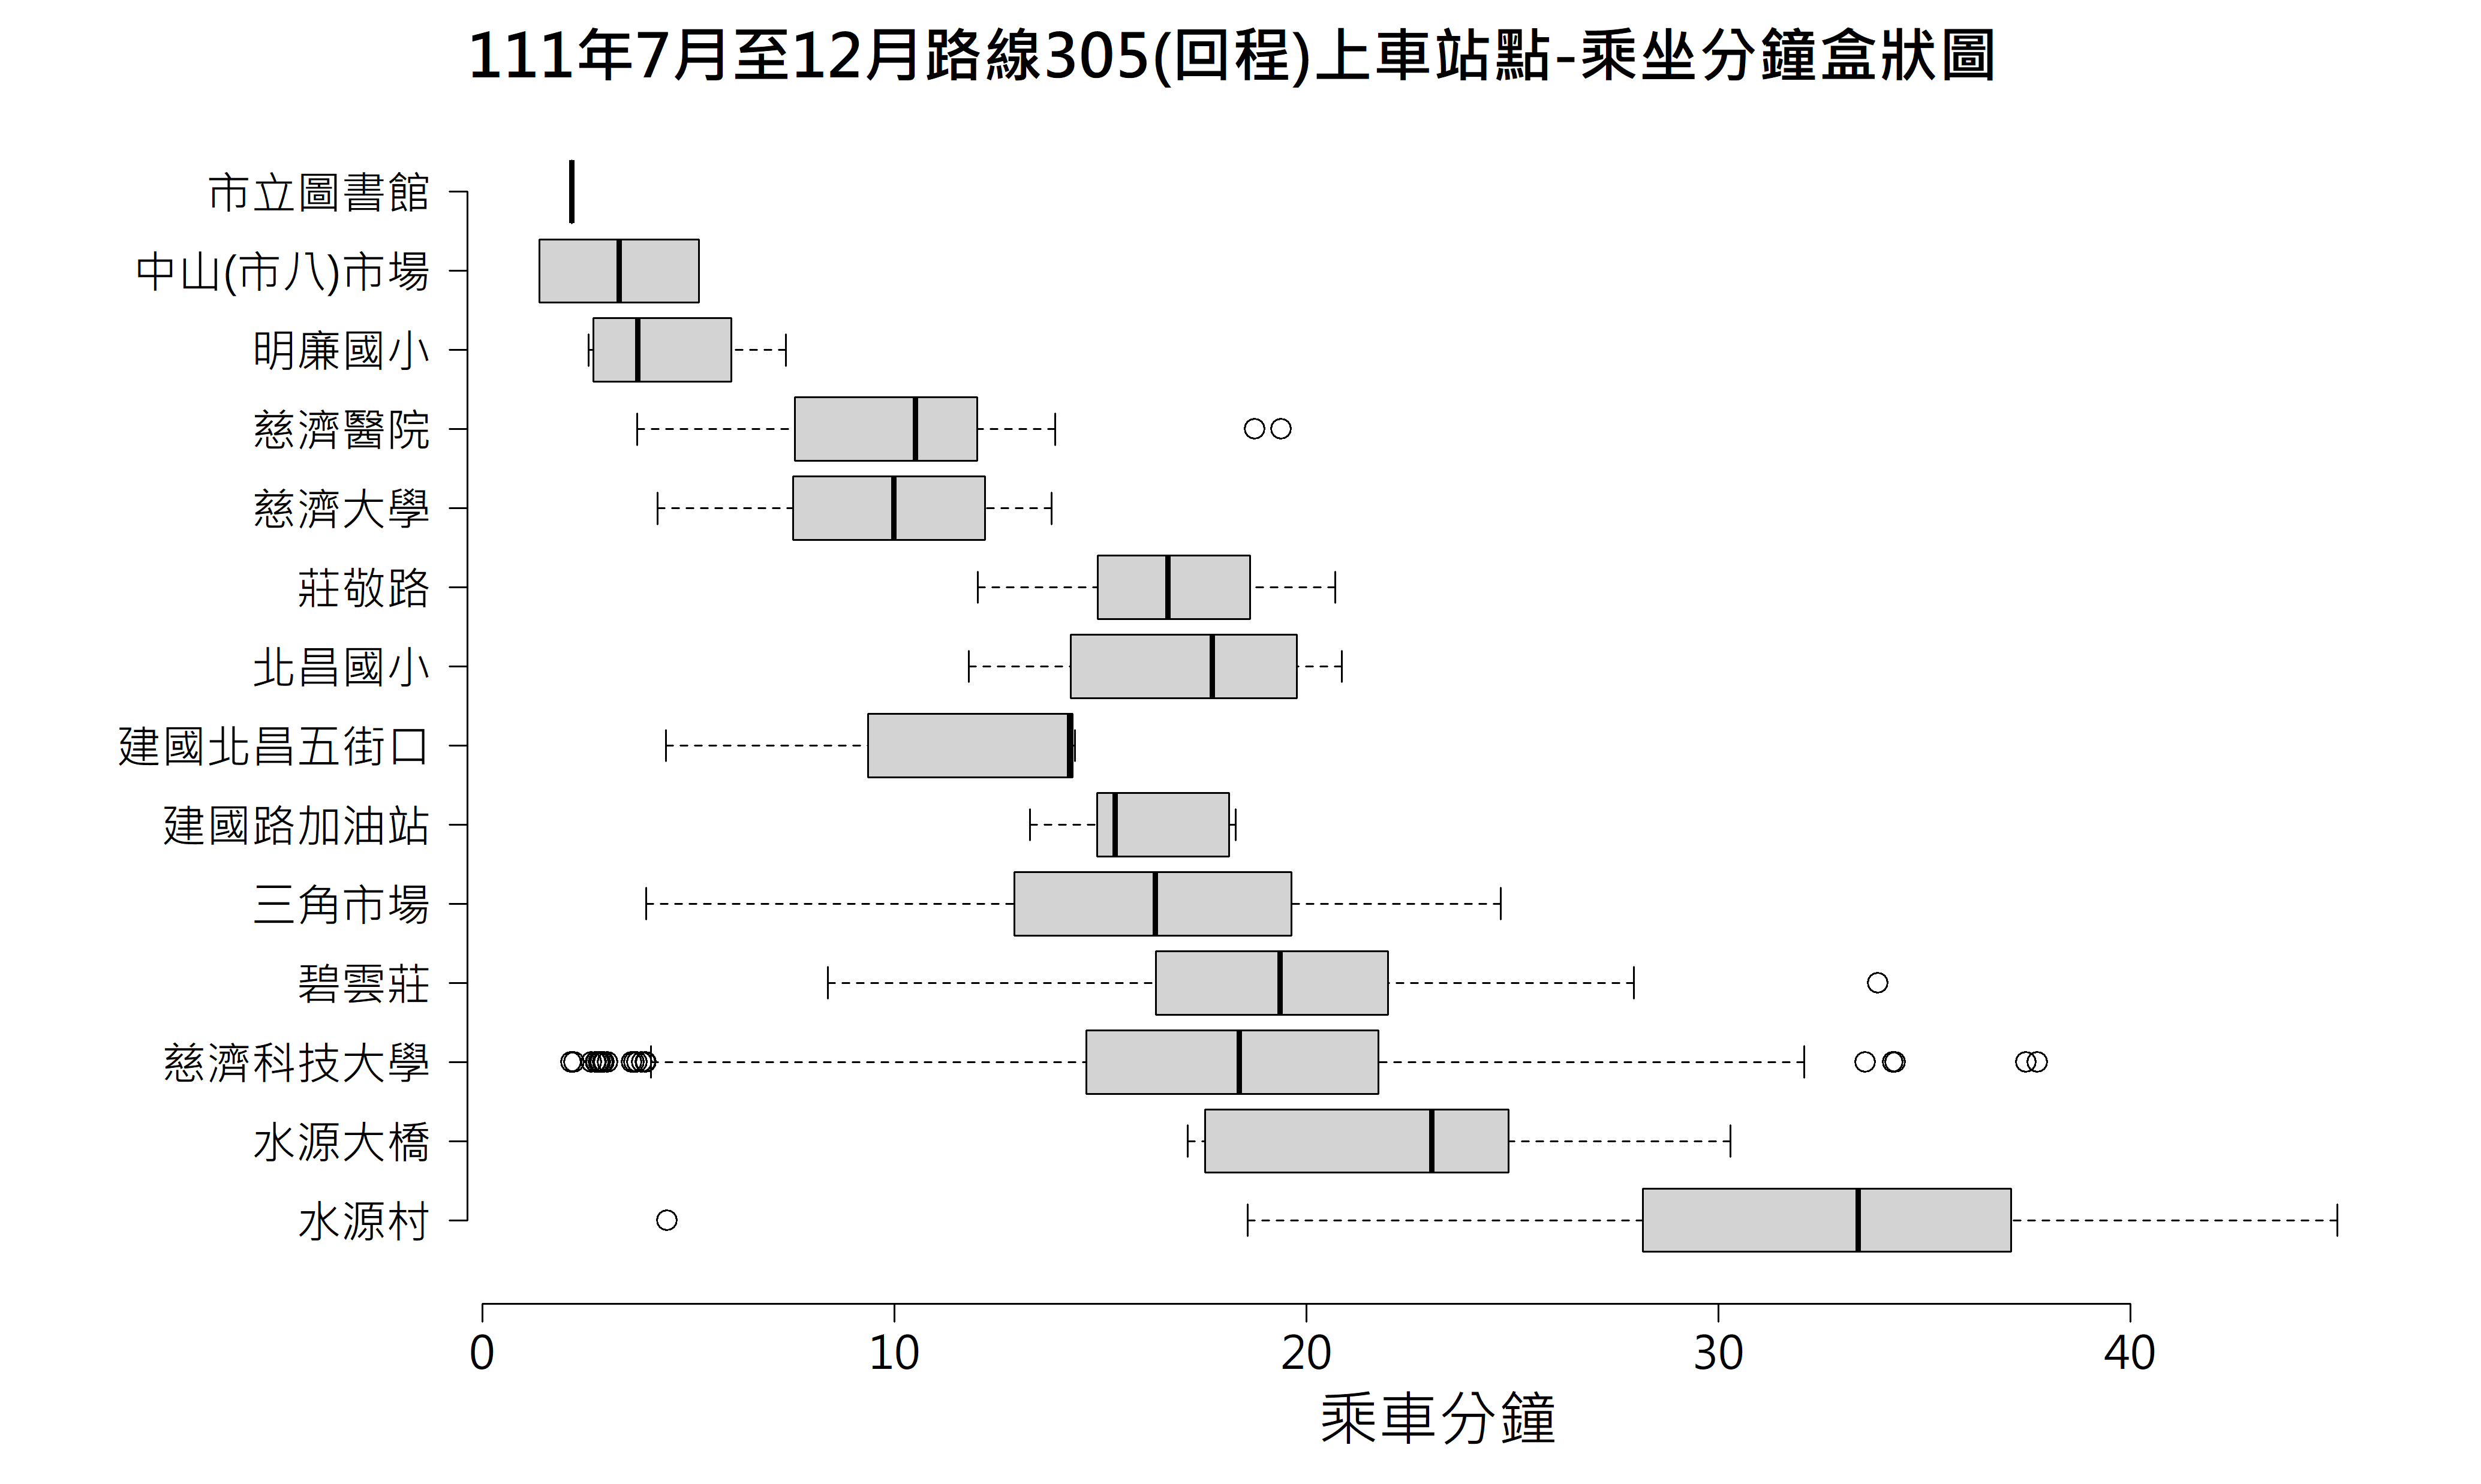 111年7月至12月路線305(回程)上車站點-乘坐分鐘盒狀圖
市立圖書館
中山(市八)市場
明廉國小
慈濟醫院
慈濟大學
莊敬路
北昌國小
建國北昌五街口
建國路加油站
三角市場
碧雲莊
慈濟科技大學
水源大橋
水源村
0 10 20 30 40
乘車分鐘